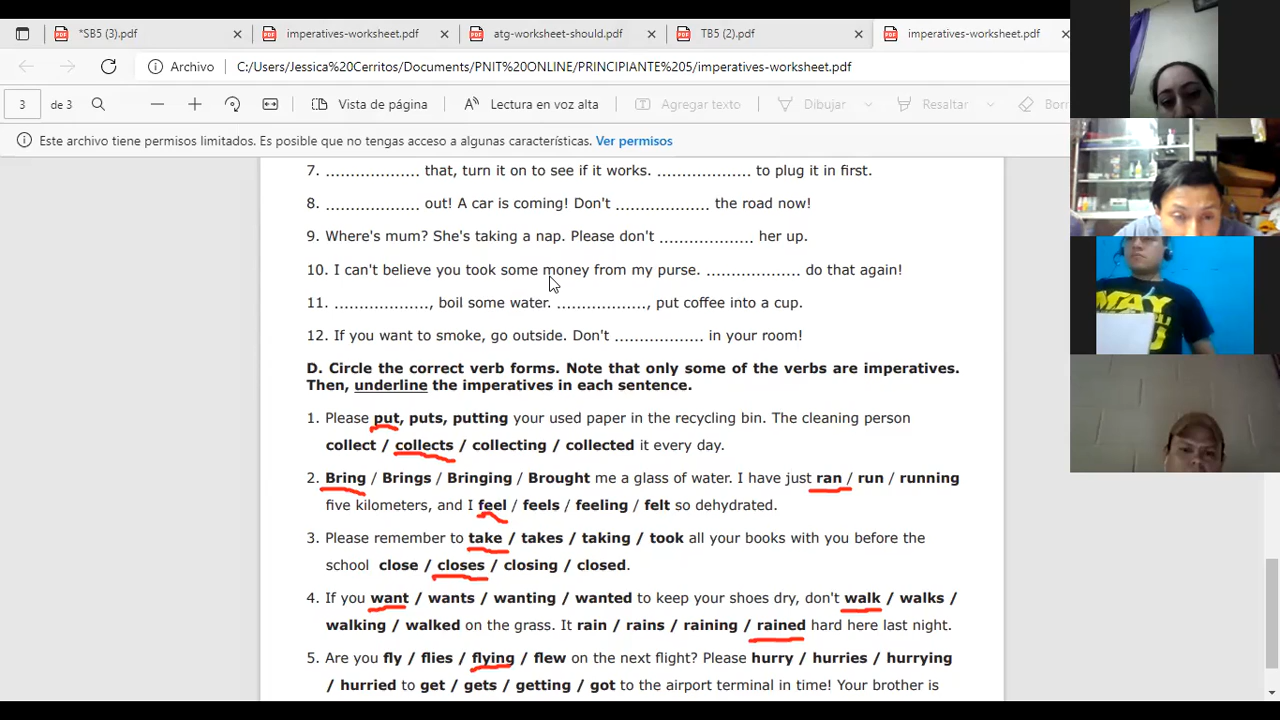 *SB5 (3).pdf
imperatives-worksheet.pdf
atg-worksheet-should.pdf
TB5 (2).pdf
imperatives-worksheet.pdf
Archivo
C:/Users/Jessica%20Cerritos/Documents/PNIT%20ONLINE/PRINCIPIANTE%205/imperatives-worksheet.pdf
3 de 3 Vista de página Lectura en voz alta Agregar texto Dibujar Resaltar
Este archivo tiene permisos limitados. Es posible que no tengas acceso a algunas características. Ver permisos
7. ................... that, turn it on to see if it works. ................... to plug it in first.
8. ................... out! A car is coming! Don't ................... the road now!
9. Where's mum? She's taking a nap. Please don't ................... her up.
10. I can't believe you took some money from my purse. ................... do that again!
11. ..................., boil some water. ..................., put coffee into a cup.
12. If you want to smoke, go outside. Don't ................... in your room!
D. Circle the correct verb forms. Note that only some of the verbs are imperatives.
Then, underline the imperatives in each sentence.
1. Please put, puts, putting your used paper in the recycling bin. The cleaning person
collect / collects / collecting / collected it every day.
2. Bring / Brings / Bringing / Brought me a glass of water. I have just ran / run / running
five kilometers, and I feel / feels / feeling / felt so dehydrated.
3. Please remember to take / takes / taking / took all your books with you before the
school close / closes / closing / closed.
4. If you want / wants / wanting / wanted to keep your shoes dry, don't walk / walks /
walking / walked on the grass. It rain / rains / raining / rained hard here last night.
5. Are you fly / flies / flying / flew on the next flight? Please hurry / hurries / hurrying
/ hurried to get / gets / getting / got to the airport terminal in time! Your brother is